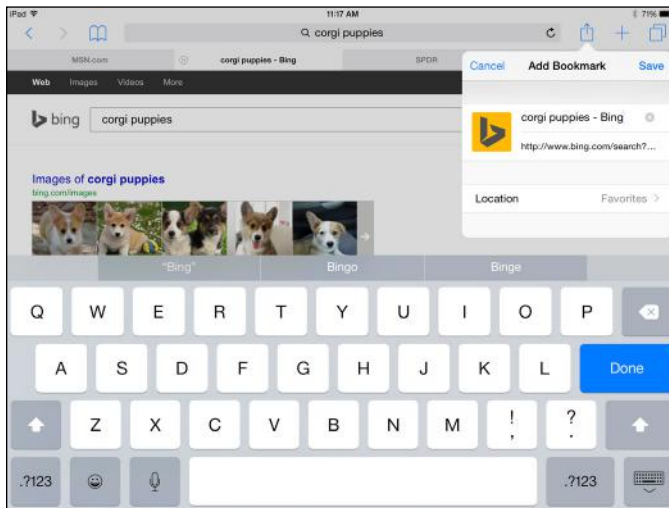 iPad 11:17 AM 71%
corgi puppies
MSN.com corgi puppies - Bing SPDR
Cancel Add Bookmark Save
Web Images Videos More
bing corgi puppies
corgi puppies - Bing
http://www.bing.com/search?...
Images of corgi puppies
bing.com/images
Location Favorites >
"Bing" Bingo Binge
Q W E R T Y U I O P
A S D F G H J K L Done
Z X C V B N M ! , ? .
.?123 .?123